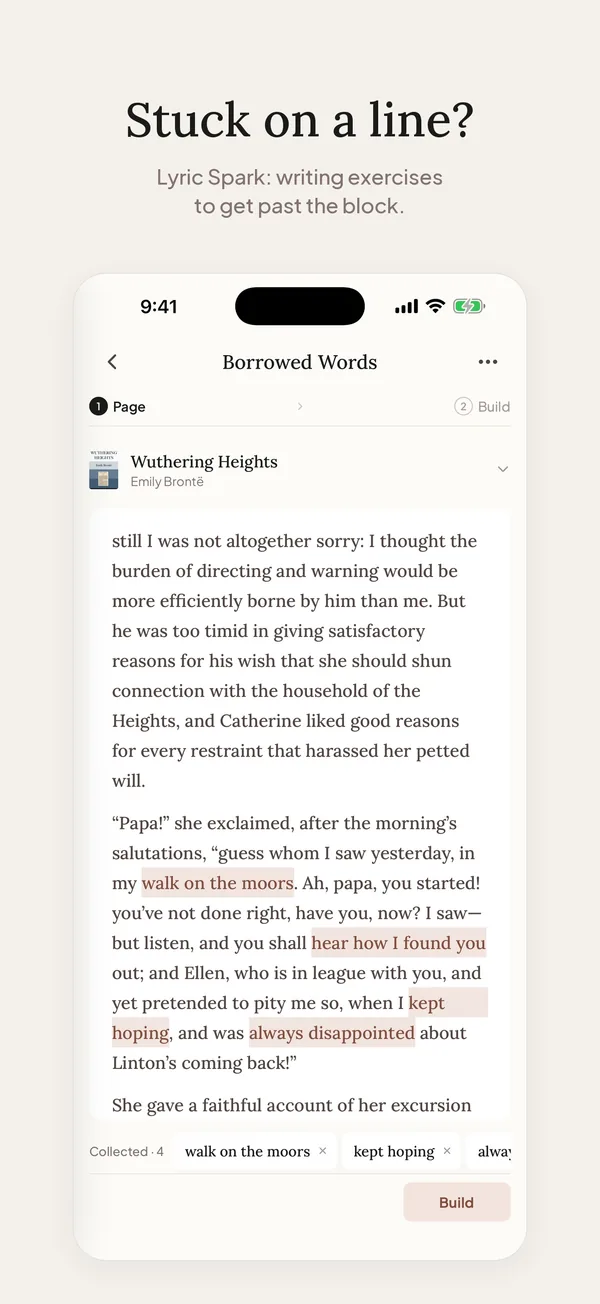 Stuck on a line?
Lyric Spark: writing exercises
to get past the block.
9:41
Borrowed Words
1 Page
2 Build
WUTHERING
HEIGHTS
Wuthering Heights
Emily Brontë
still I was not altogether sorry: I thought the
burden of directing and warning would be
more efficiently borne by him than me. But
he was too timid in giving satisfactory
reasons for his wish that she should shun
connection with the household of the
Heights, and Catherine liked good reasons
for every restraint that harassed her petted
will.
“Papa!” she exclaimed, after the morning’s
salutations, “guess whom I saw yesterday, in
my walk on the moors. Ah, papa, you started!
you’ve not done right, have you, now? I saw—
but listen, and you shall hear how I found you
out; and Ellen, who is in league with you, and
yet pretended to pity me so, when I kept
hoping, and was always disappointed about
Linton’s coming back!”
She gave a faithful account of her excursion
Collected · 4 walk on the moors × kept hoping × alway
Build